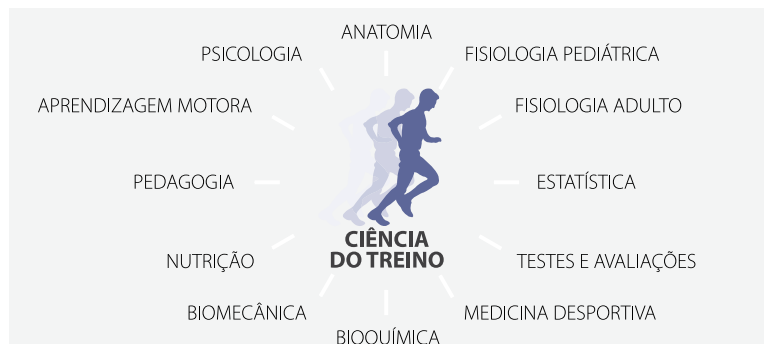 ANATOMIA
PSICOLOGIA
FISIOLOGIA PEDIÁTRICA
APRENDIZAGEM MOTORA
FISIOLOGIA ADULTO
PEDAGOGIA
ESTATÍSTICA
CIÊNCIA
DO TREINO
NUTRIÇÃO
TESTES E AVALIAÇÕES
BIOMECÂNICA
MEDICINA DESPORTIVA
BIOQUÍMICA